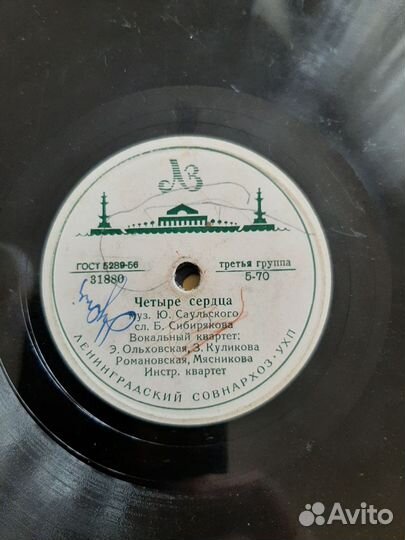 ЛЗ
ГОСТ 5289-56
третья группа
31880
5-70
Четыре сердца
муз. Ю. Саульского
сл. Б. Сибирякова
Вокальный квартет:
Э. Ольховская, З. Куликова
Романовская, Мясникова
Инстр. квартет
ЛЕНИНГРАДСКИЙ СОВНАРХОЗ·УХП
Avito